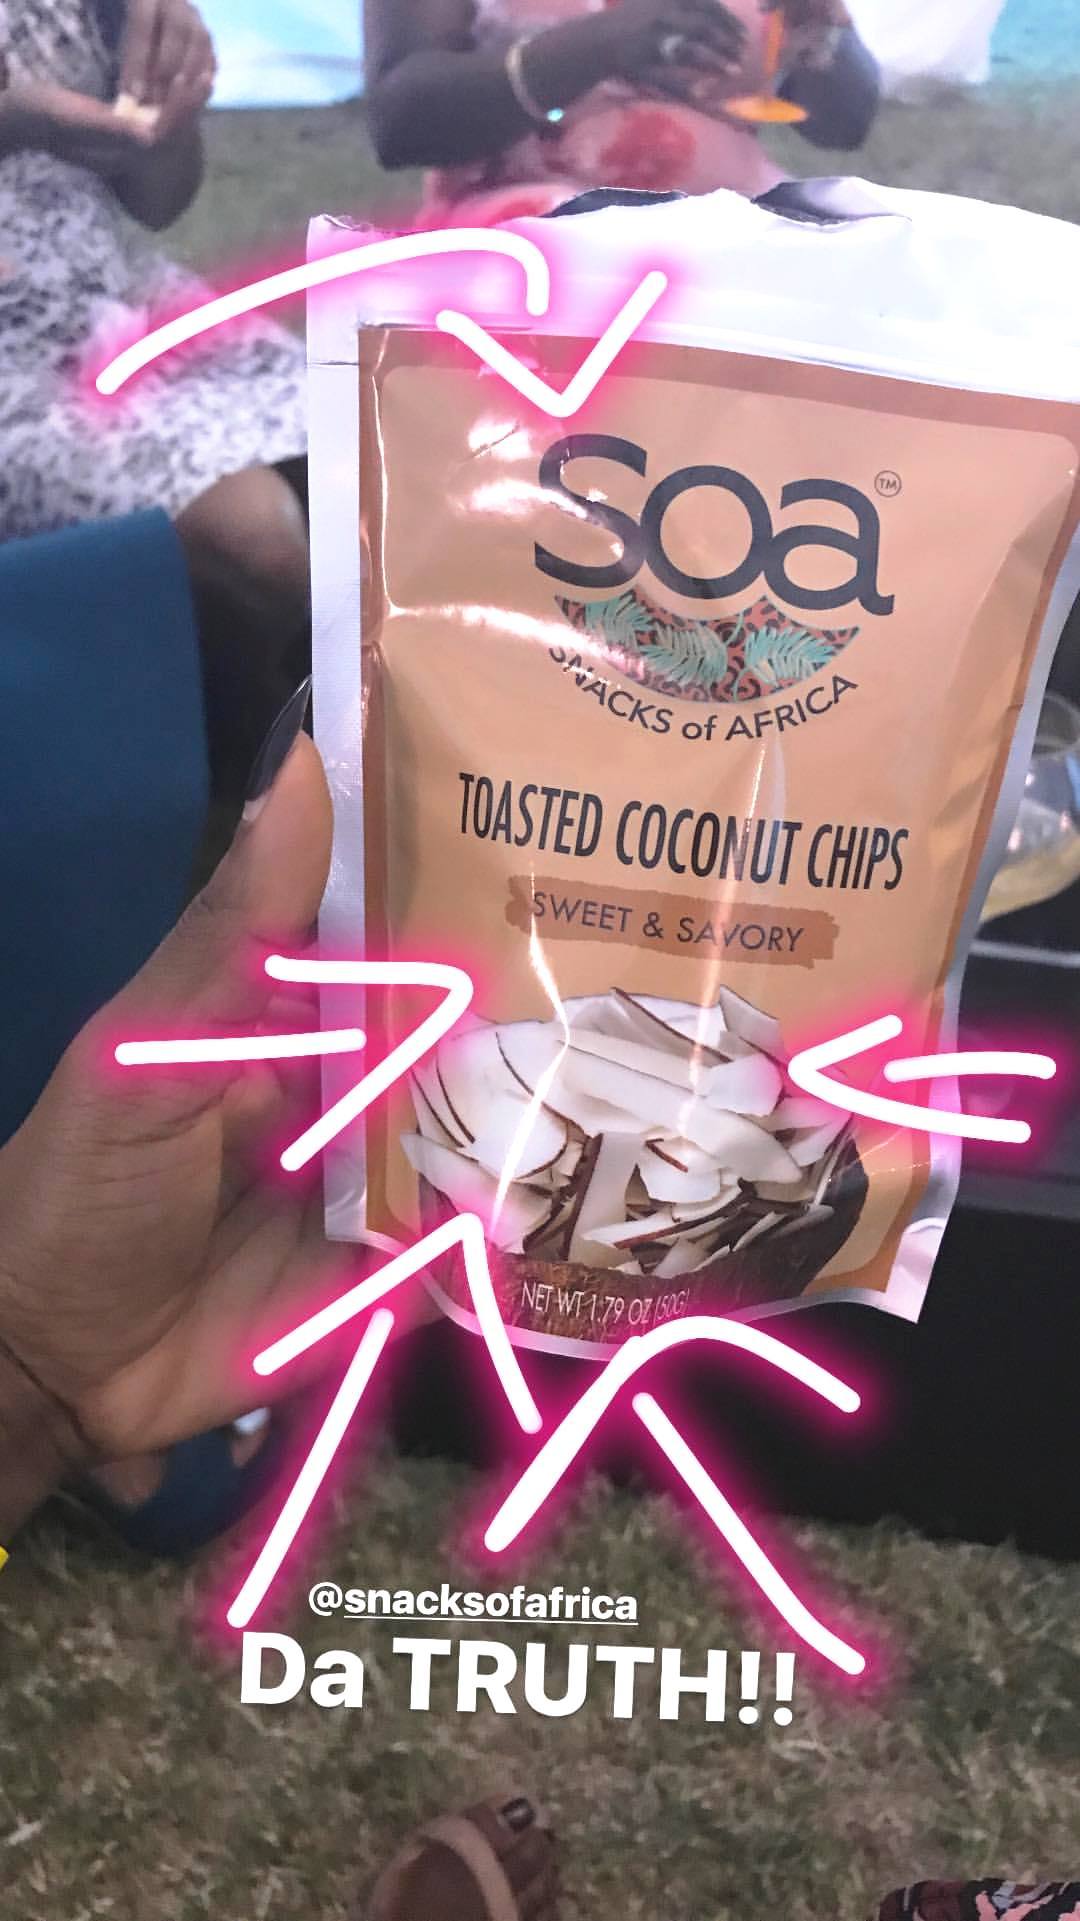 soa
TM
SNACKS of AFRICA
TOASTED COCONUT CHIPS
SWEET & SAVORY
NET WT 1.79 OZ (50G)
@snacksofafrica
Da TRUTH!!